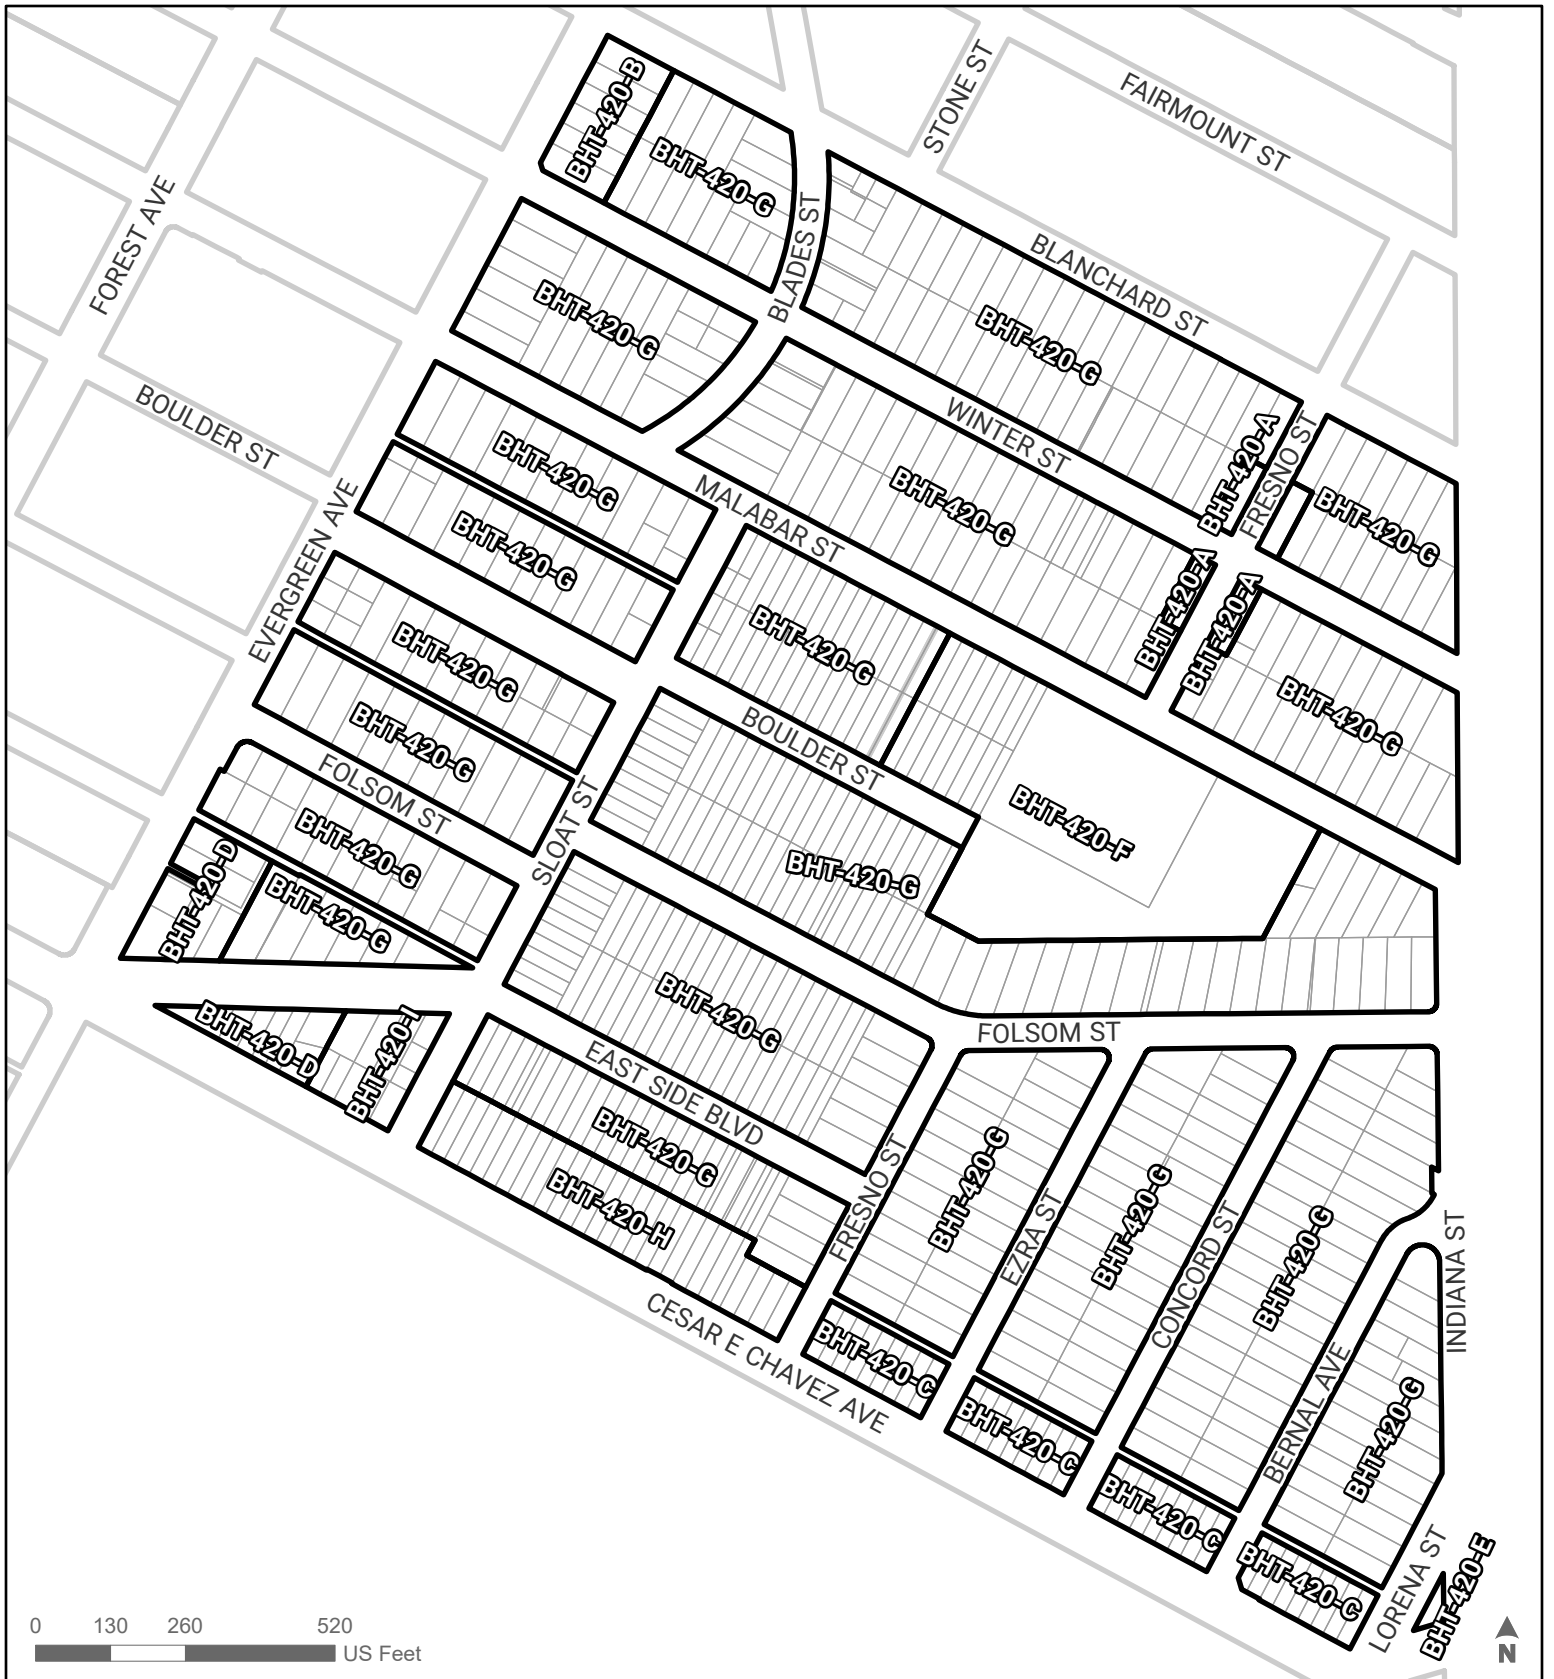 STONE ST
FAIRMOUNT ST
BHT-420-B
BHT-420-G
FOREST AVE
BLADES ST
BLANCHARD ST
BHT-420-G
BHT-420-G
BOULDER ST
WINTER ST
BHT-420-A
FRESNO ST
BHT-420-G
BHT-420-G
BHT-420-G
MALABAR ST
EVERGREEN AVE
BHT-420-G
BHT-420-A
BHT-420-A
BHT-420-G
BHT-420-G
BHT-420-G
BHT-420-G
BOULDER ST
FOLSOM ST
SLOAT ST
BHT-420-F
BHT-420-G
BHT-420-G
BHT-420-D
BHT-420-G
BHT-420-G
BHT-420-D
BHT-420-I
FOLSOM ST
EAST SIDE BLVD
BHT-420-G
BHT-420-H
FRESNO ST
BHT-420-G
EZRA ST
BHT-420-G
CONCORD ST
BHT-420-G
INDIANA ST
CESAR E CHAVEZ AVE
BHT-420-C
BERNAL AVE
BHT-420-G
BHT-420-C
BHT-420-C
BHT-420-C
LORENA ST
BHT-420-E
0 130 260 520
US Feet
N